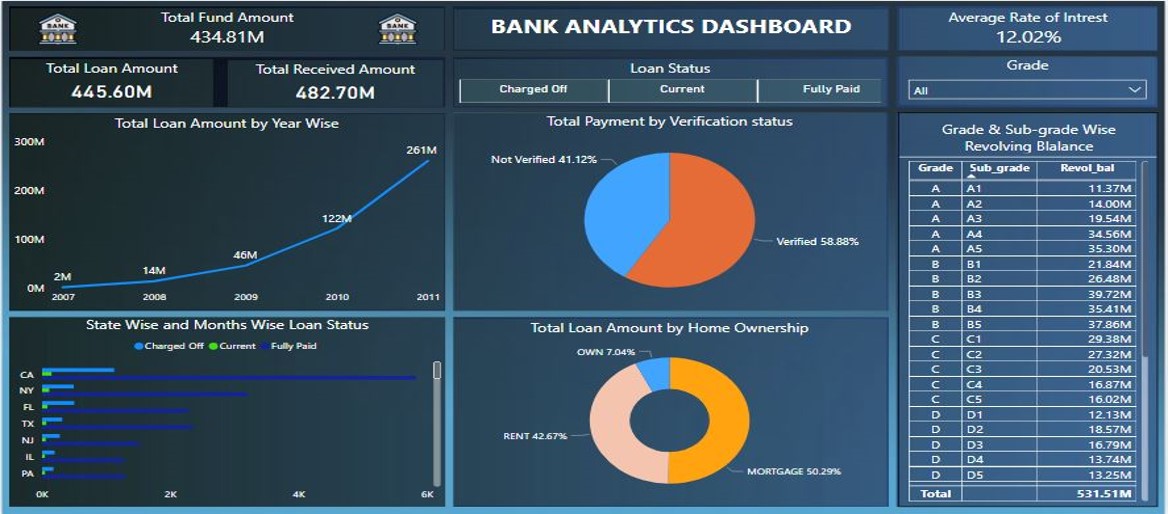 BANK
Total Fund Amount
434.81M
BANK
BANK ANALYTICS DASHBOARD
Average Rate of Intrest
12.02%
Total Loan Amount
445.60M
Total Received Amount
482.70M
Loan Status
Charged Off Current Fully Paid
Grade
All
Total Loan Amount by Year Wise
300M
200M
100M
0M
2M
14M
46M
122M
261M
2007 2008 2009 2010 2011
Total Payment by Verification status
Not Verified 41.12%
Verified 58.88%
State Wise and Months Wise Loan Status
Charged Off Current Fully Paid
CA
NY
FL
TX
NJ
IL
PA
0K 2K 4K 6K
Total Loan Amount by Home Ownership
OWN 7.04%
RENT 42.67%
MORTGAGE 50.29%
Grade & Sub-grade Wise
Revolving Blalance
Grade Sub_grade Revol_bal
A A1 11.37M
A A2 14.00M
A A3 19.54M
A A4 34.56M
A A5 35.30M
B B1 21.84M
B B2 26.48M
B B3 39.72M
B B4 35.41M
B B5 37.86M
C C1 29.38M
C C2 27.32M
C C3 20.53M
C C4 16.87M
C C5 16.02M
D D1 12.13M
D D2 18.57M
D D3 16.79M
D D4 13.74M
D D5 13.25M
Total 531.51M